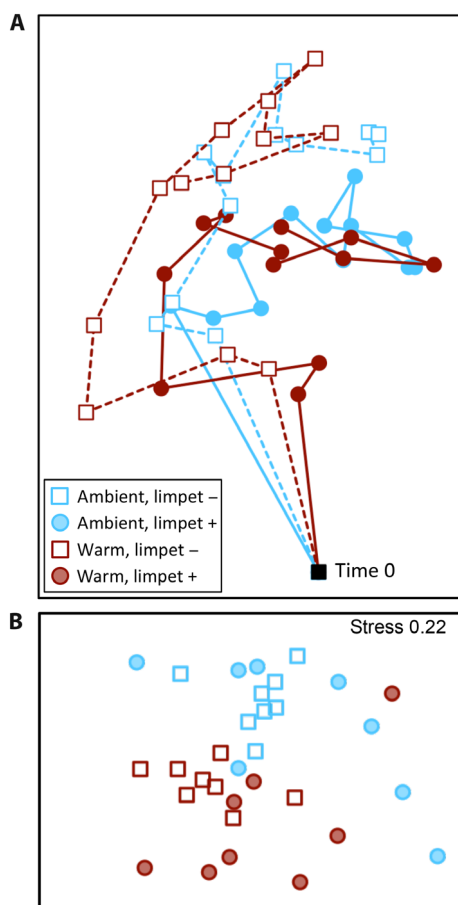 A
Ambient, limpet –
Ambient, limpet +
Warm, limpet –
Warm, limpet +
Time 0
B
Stress 0.22